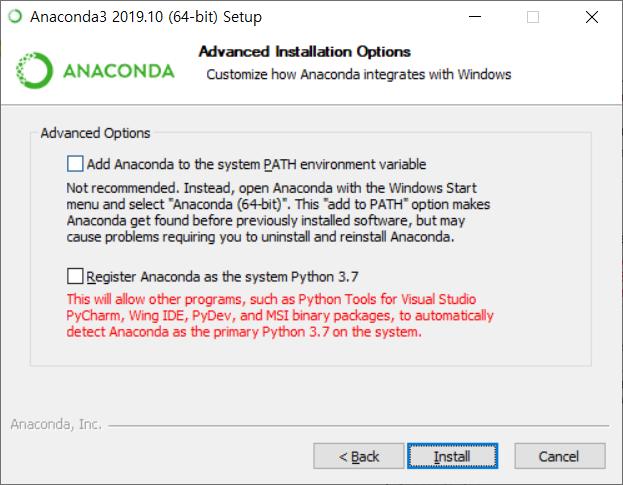 Anaconda3 2019.10 (64-bit) Setup
ANACONDA
Advanced Installation Options
Customize how Anaconda integrates with Windows
Advanced Options
Add Anaconda to the system PATH environment variable
Not recommended. Instead, open Anaconda with the Windows Start
menu and select "Anaconda (64-bit)". This "add to PATH" option makes
Anaconda get found before previously installed software, but may
cause problems requiring you to uninstall and reinstall Anaconda.
Register Anaconda as the system Python 3.7
This will allow other programs, such as Python Tools for Visual Studio
PyCharm, Wing IDE, PyDev, and MSI binary packages, to automatically
detect Anaconda as the primary Python 3.7 on the system.
Anaconda, Inc.
< Back
Install
Cancel